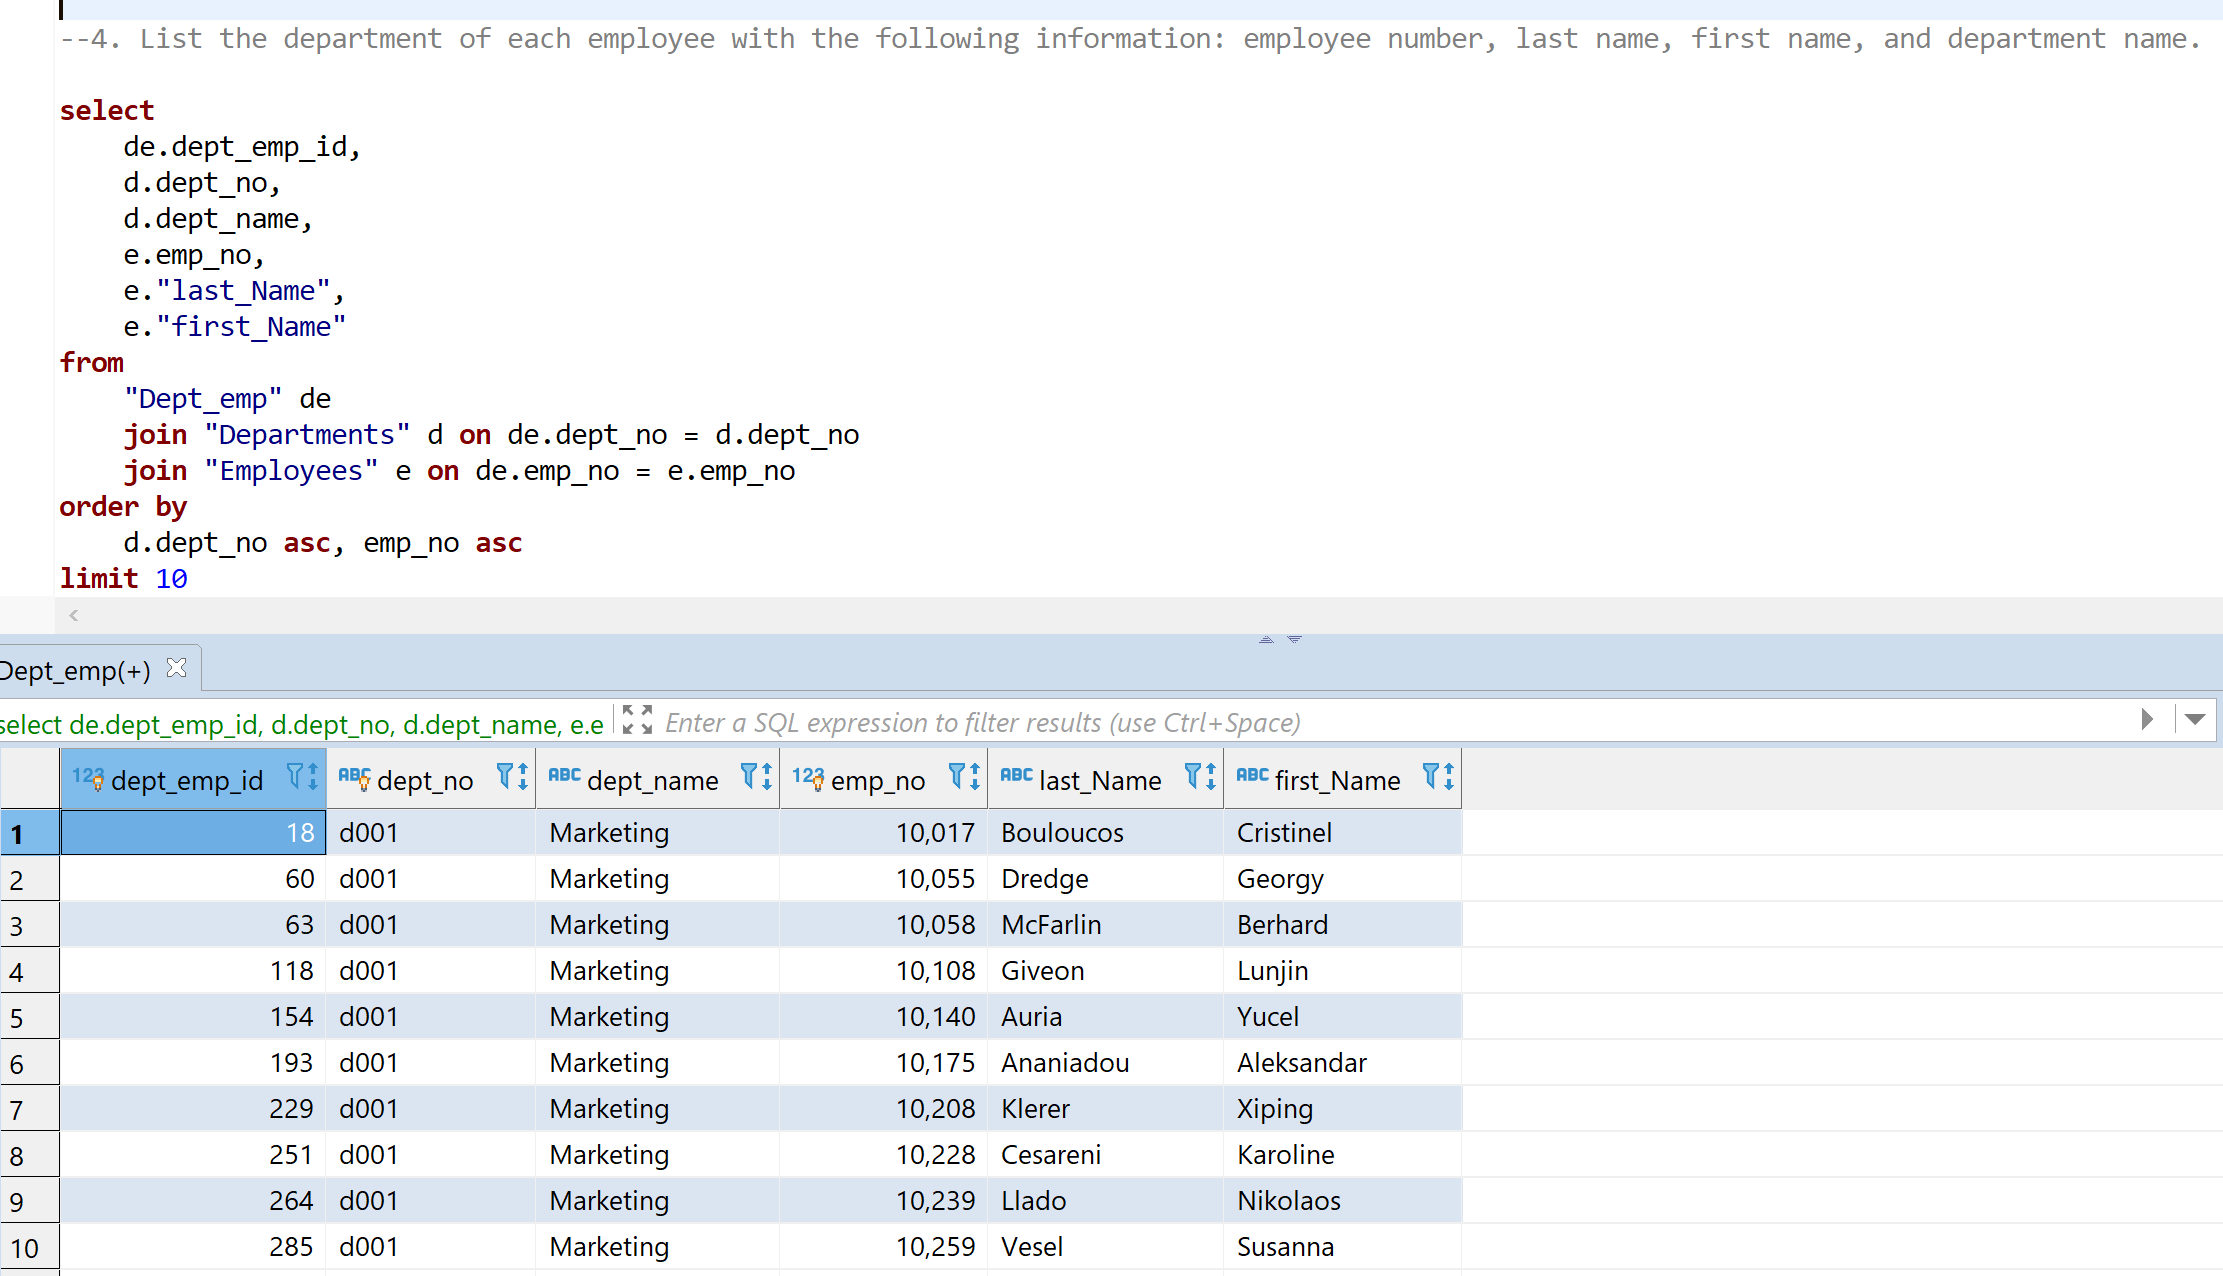 --4. List the department of each employee with the following information: employee number, last name, first name, and department name.
select
de.dept_emp_id,
d.dept_no,
d.dept_name,
e.emp_no,
e."last_Name",
e."first_Name"
from
"Dept_emp" de
join "Departments" d on de.dept_no = d.dept_no
join "Employees" e on de.emp_no = e.emp_no
order by
d.dept_no asc, emp_no asc
limit 10
Dept_emp(+)
select de.dept_emp_id, d.dept_no, d.dept_name, e.e Enter a SQL expression to filter results (use Ctrl+Space)
123 dept_emp_id ABC dept_no ABC dept_name 123 emp_no ABC last_Name ABC first_Name
1 18 d001 Marketing 10,017 Bouloucos Cristinel
2 60 d001 Marketing 10,055 Dredge Georgy
3 63 d001 Marketing 10,058 McFarlin Berhard
4 118 d001 Marketing 10,108 Giveon Lunjin
5 154 d001 Marketing 10,140 Auria Yucel
6 193 d001 Marketing 10,175 Ananiadou Aleksandar
7 229 d001 Marketing 10,208 Klerer Xiping
8 251 d001 Marketing 10,228 Cesareni Karoline
9 264 d001 Marketing 10,239 Llado Nikolaos
10 285 d001 Marketing 10,259 Vesel Susanna